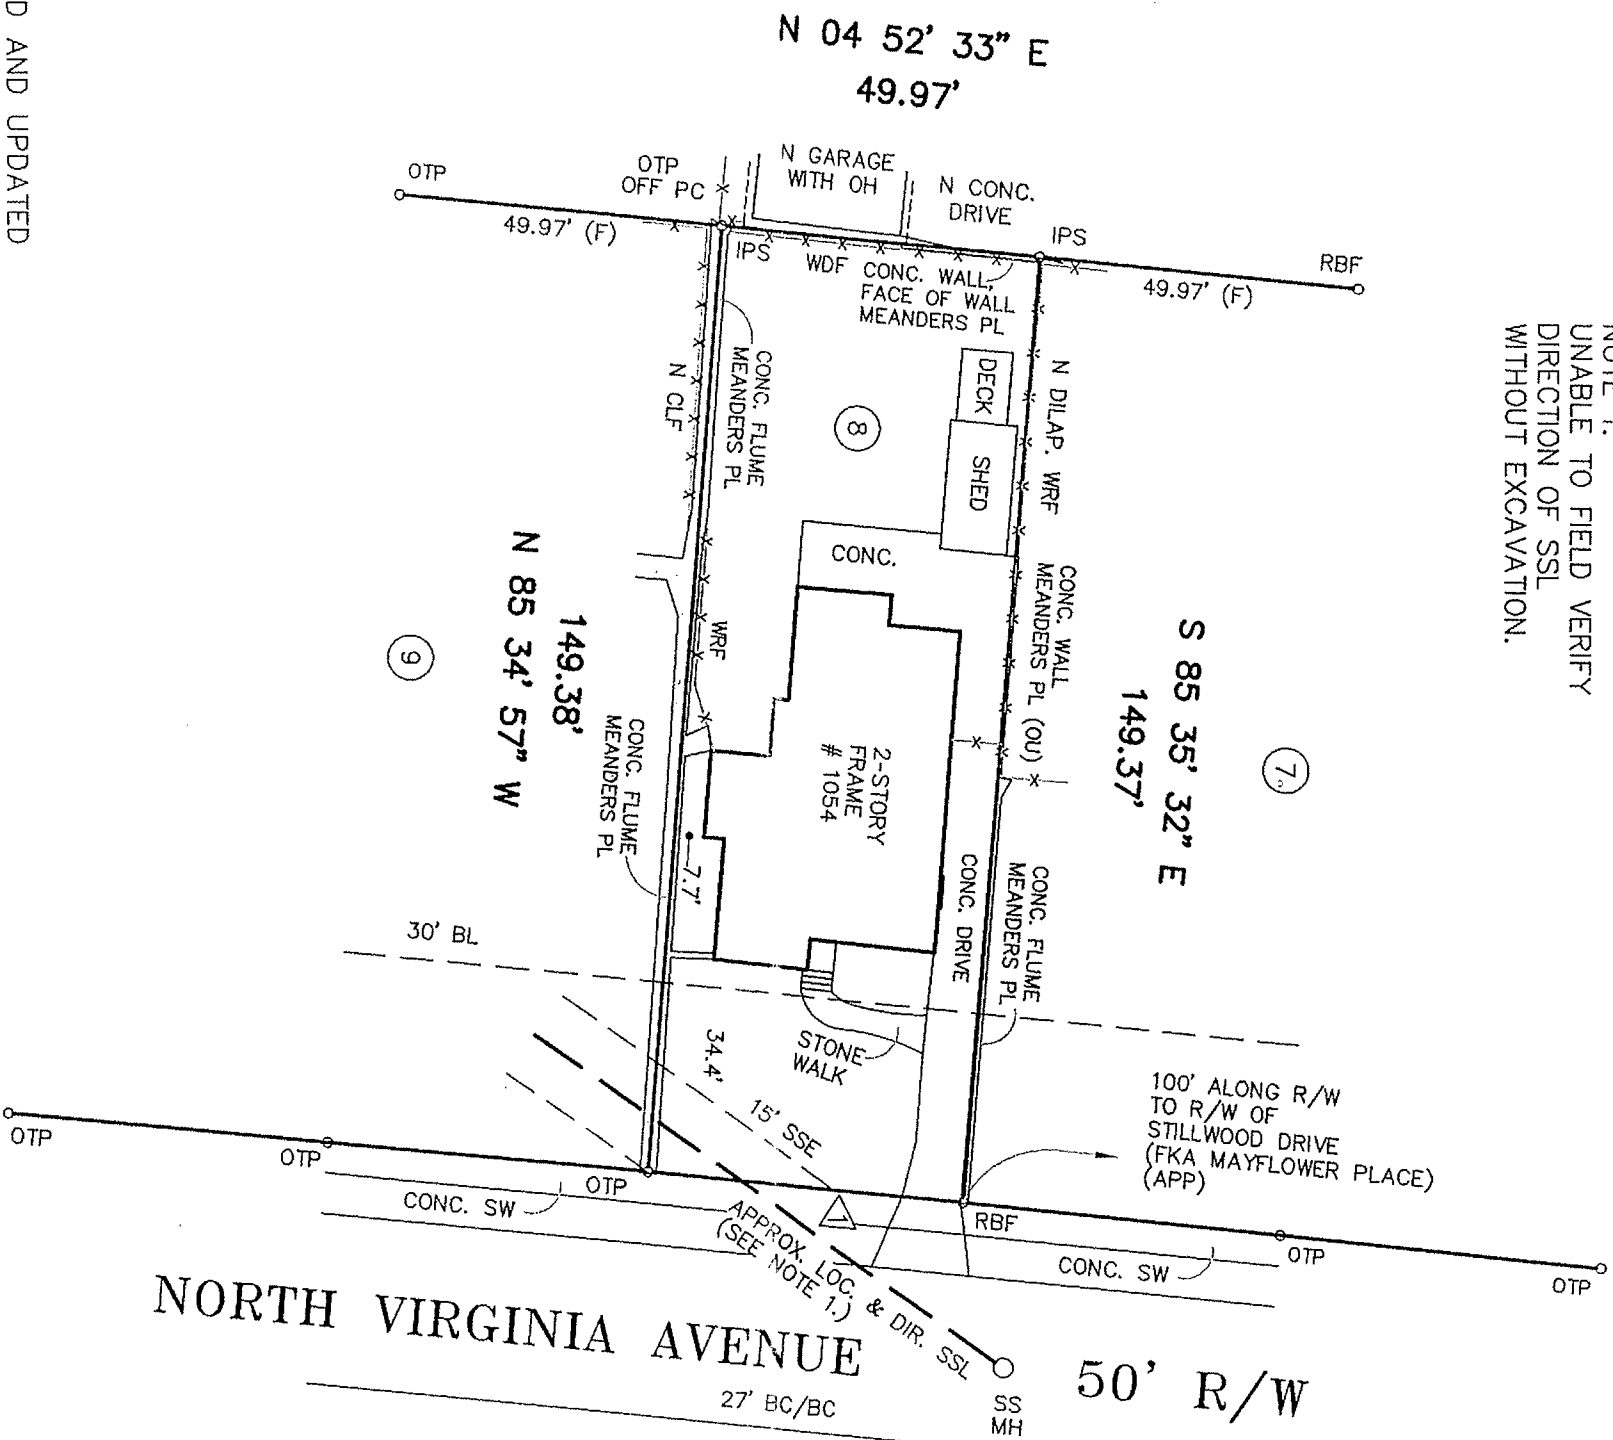 N 04 52' 33" E
49.97'
D AND UPDATED
NOTE 1.
UNABLE TO FIELD VERIFY
DIRECTION OF SSL
WITHOUT EXCAVATION.
OTP
OTP
OFF PC
N GARAGE
WITH OH
N CONC.
DRIVE
49.97' (F)
IPS
WDF
CONC. WALL,
FACE OF WALL
MEANDERS PL
IPS
RBF
49.97' (F)
CONC. FLUME
MEANDERS PL
N CLF
8
DECK
SHED
N DILAP. WRF
CONC.
CONC. WALL
MEANDERS PL (OU)
S 85 35' 32" E
149.37'
7
N 85 34' 57" W
149.38'
9
WRF
2-STORY
FRAME
# 1054
CONC. FLUME
MEANDERS PL
7.7'
CONC. DRIVE
CONC. FLUME
MEANDERS PL
30' BL
34.4'
STONE
WALK
15' SSE
100' ALONG R/W
TO R/W OF
STILLWOOD DRIVE
(FKA MAYFLOWER PLACE)
(APP)
OTP
OTP
OTP
CONC. SW
1
RBF
OTP
CONC. SW
OTP
APPROX. LOC. & DIR. SSL
(SEE NOTE 1.)
NORTH VIRGINIA AVENUE
50' R/W
27' BC/BC
SS
MH